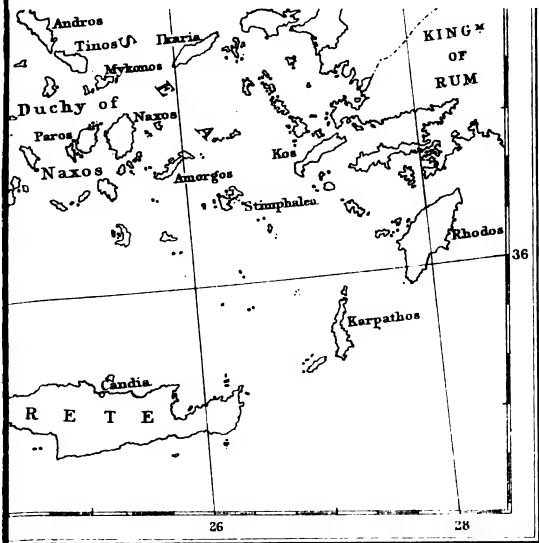 Andros
Tinos
S
Ikaria
KINGᴹ
OF
RUM
Mykonos
E
Duchy of
Naxos
A
Paros
Kos
Naxos
Amorgos
Stimphalea
Rhodos
36
Karpathos
Candia
RETE
26
28